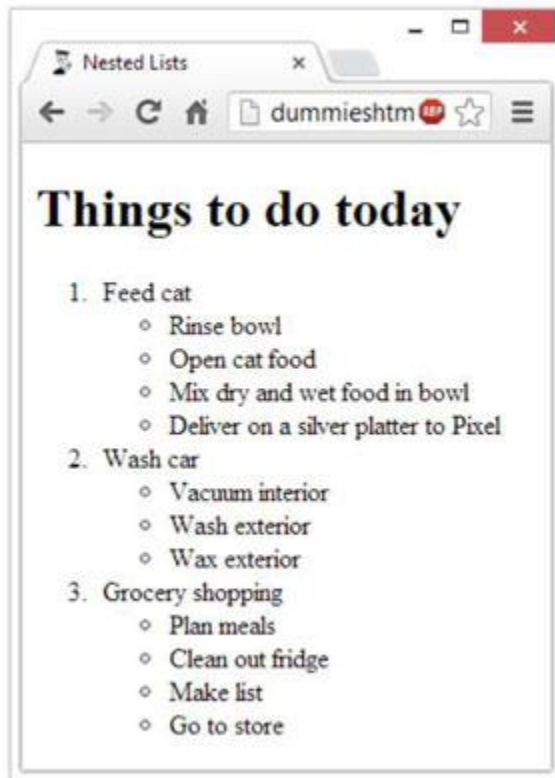 Nested Lists
dummieshtm
Things to do today
1. Feed cat
Rinse bowl
Open cat food
Mix dry and wet food in bowl
Deliver on a silver platter to Pixel
2. Wash car
Vacuum interior
Wash exterior
Wax exterior
3. Grocery shopping
Plan meals
Clean out fridge
Make list
Go to store